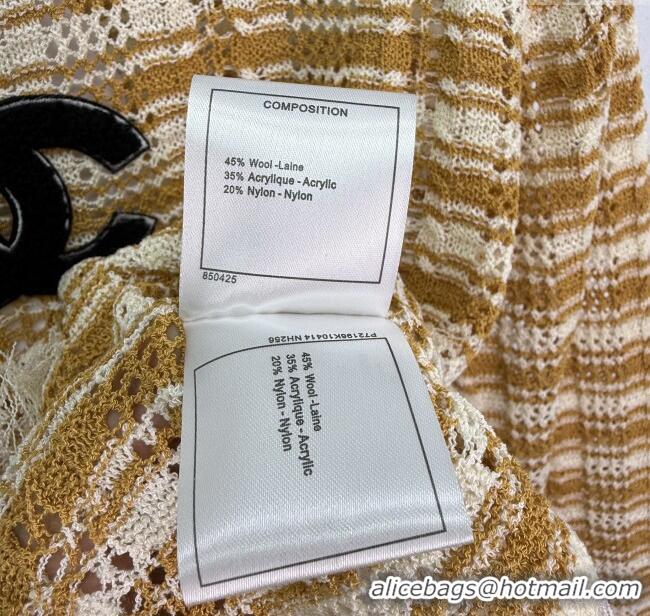 COMPOSITION
45% Wool -Laine
35% Acrylique - Acrylic
20% Nylon - Nylon
850425
P72196K10414 NH256
45% Wool -Laine
35% Acrylique - Acrylic
20% Nylon - Nylon
alicebags@hotmail.com